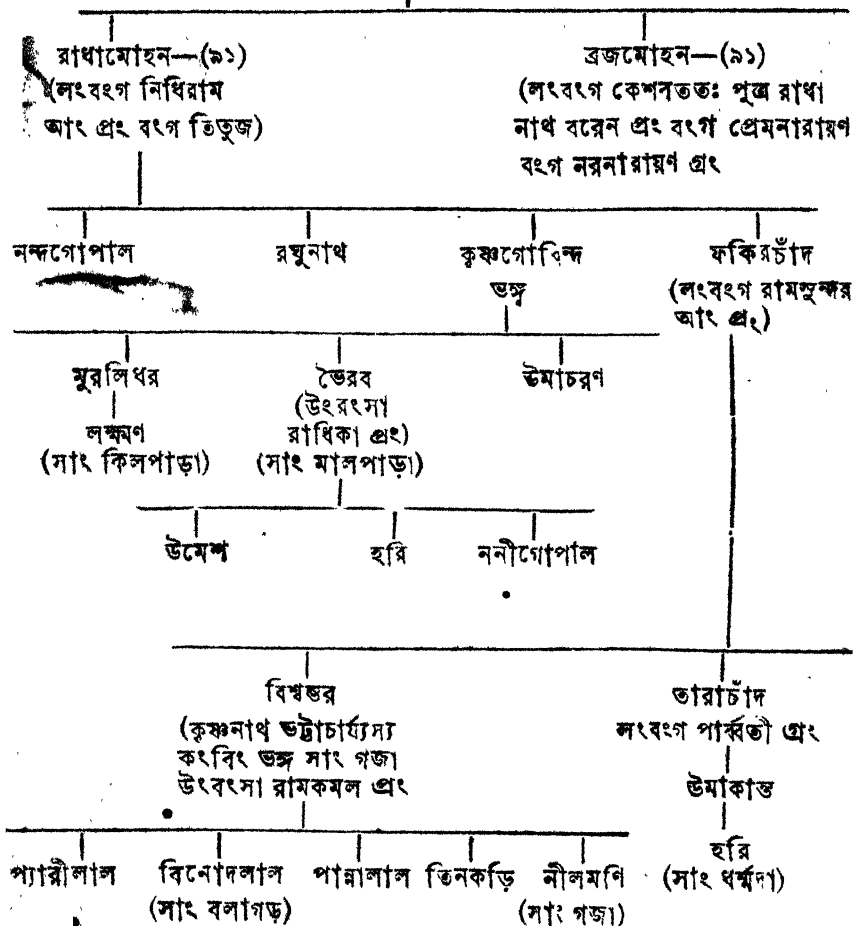 রাধামোহন—(৯১)
(লংবংগ নিধিরাম
আং প্রং বংগ তিতুজ)
ব্রজমোহন—(৯১)
(লংবংগ কেশবততঃ পুত্র রাধা
নাথ বরেন প্রং বংগ প্রেমনারায়ণ
বংগ নরনারায়ণ গ্রং
নন্দগোপাল
রঘুনাথ
কৃষ্ণগোবিন্দ
ভঙ্গ
ফকিরচাঁদ
(লংবংগ রামসুন্দর
আং প্রং)
মুরলিধর
লক্ষ্মণ
(সাং কিলপাড়া)
ভৈরব
(উংরংসা
রাধিকা প্রং)
(সাং মালপাড়া)
ঊমাচরণ
উমেশ
হরি
ননীগোপাল
বিশ্বম্ভর
(কৃষ্ণনাথ ভট্টাচার্য্যস্য
কংবিং ভঙ্গ সাং গজা
উংবংসা রামকমল প্রং
তারাচাঁদ
লংবংগ পার্ব্বতী গ্রং
উমাকান্ত
হরি
(সাং ধর্ম্মদা)
প্যারীলাল
বিনোদলাল
(সাং বলাগড়)
পান্নালাল
তিনকড়ি
নীলমণি
(সাং গজা)